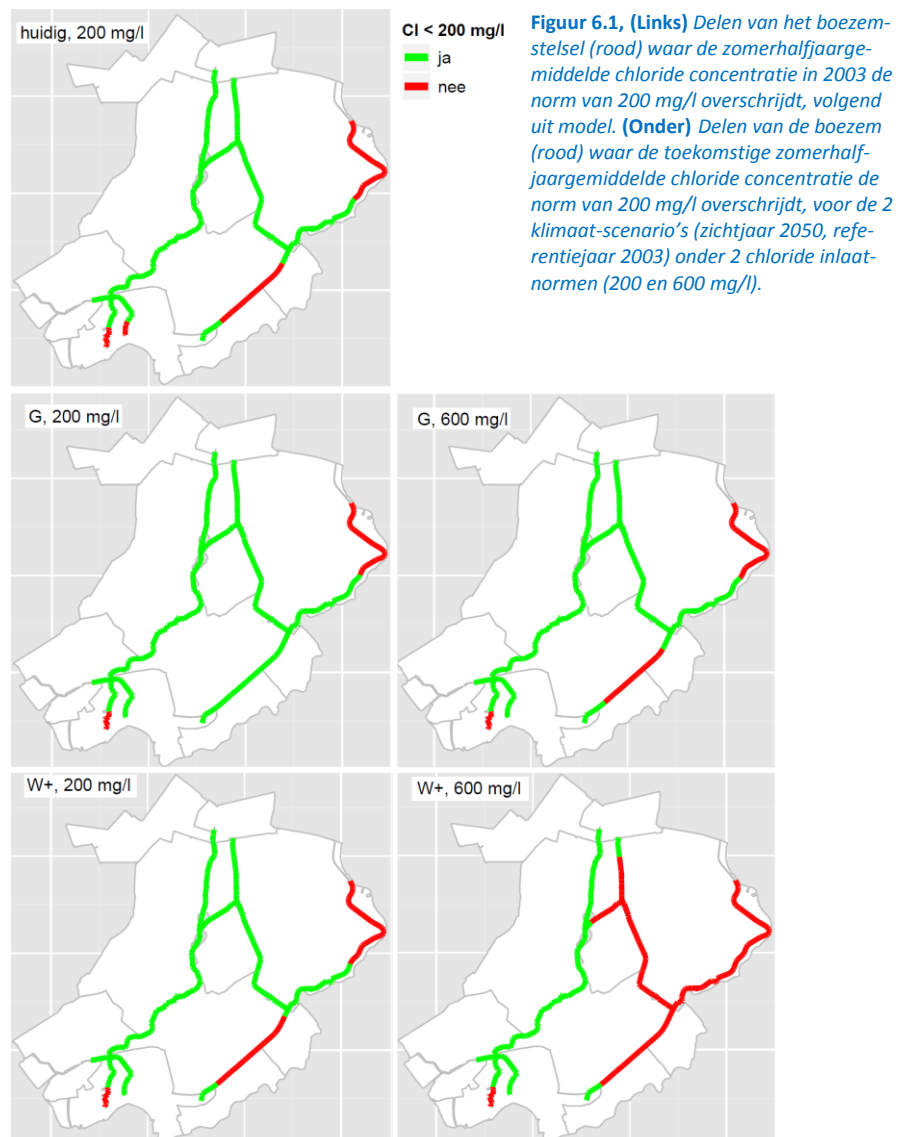 huidig, 200 mg/l
Cl < 200 mg/l
ja
nee
Figuur 6.1, (Links) Delen van het boezem-
stelsel (rood) waar de zomerhalfjaarge-
middelde chloride concentratie in 2003 de
norm van 200 mg/l overschrijdt, volgend
uit model. (Onder) Delen van de boezem
(rood) waar de toekomstige zomerhalf-
jaargemiddelde chloride concentratie de
norm van 200 mg/l overschrijdt, voor de 2
klimaat-scenario's (zichtjaar 2050, refe-
rentiejaar 2003) onder 2 chloride inlaat-
normen (200 en 600 mg/l).
G, 200 mg/l
G, 600 mg/l
W+, 200 mg/l
W+, 600 mg/l